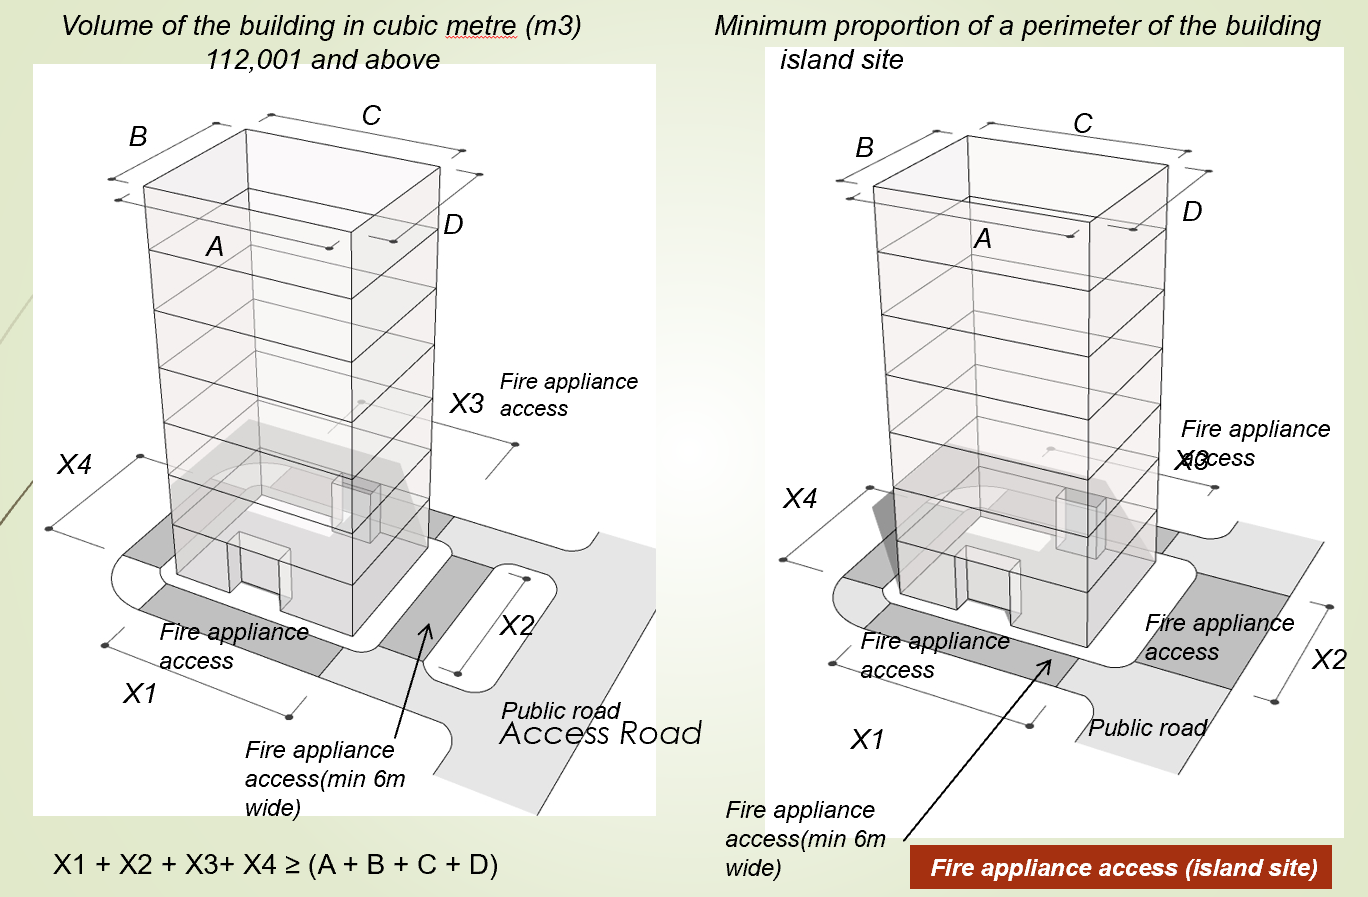 Volume of the building in cubic metre (m3)
112,001 and above
Minimum proportion of a perimeter of the building
island site
C
B
D
A
X3
Fire appliance
access
X4
X2
Fire appliance
access
X1
Public road
Access Road
Fire appliance
access(min 6m
wide)
X1 + X2 + X3+ X4 ≥ (A + B + C + D)
C
B
D
A
Fire appliance
access
X3
X4
Fire appliance
access
Fire appliance
access
X2
Public road
X1
Fire appliance
access(min 6m
wide)
Fire appliance access (island site)